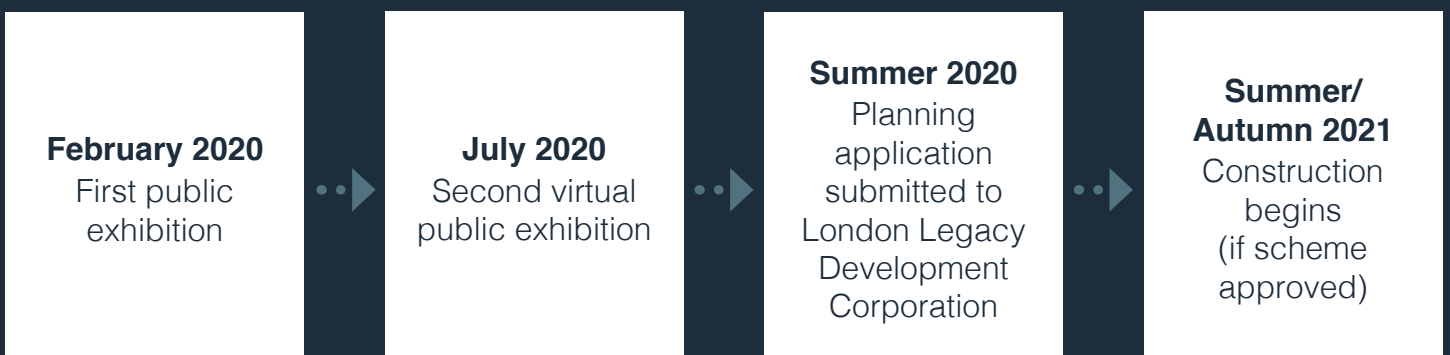 February 2020
First public
exhibition
July 2020
Second virtual
public exhibition
Summer 2020
Planning
application
submitted to
London Legacy
Development
Corporation
Summer/
Autumn 2021
Construction
begins
(if scheme
approved)